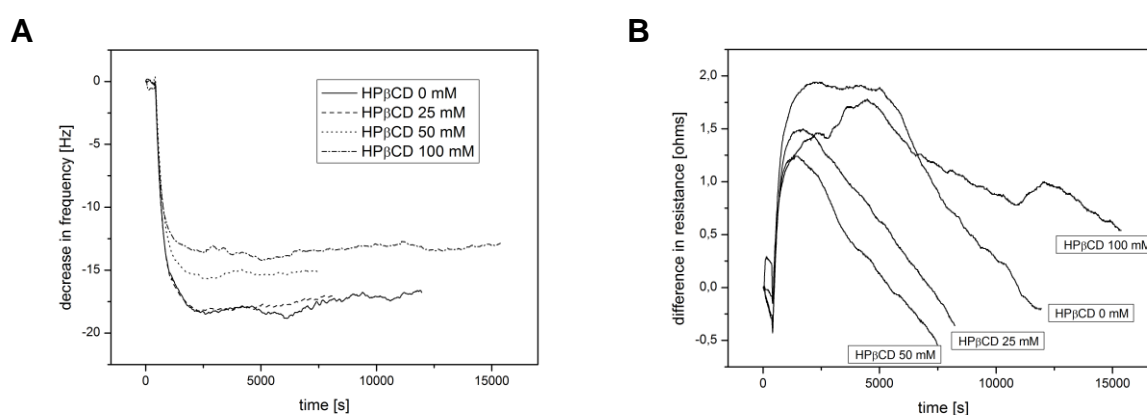 A
decrease in frequency [Hz]
0
-5
-10
-15
-20
HPβCD 0 mM
HPβCD 25 mM
HPβCD 50 mM
HPβCD 100 mM
0
5000
10000
15000
time [s]
B
difference in resistance [ohms]
2,0
1,5
1,0
0,5
0,0
-0,5
HPβCD 100 mM
HPβCD 0 mM
HPβCD 25 mM
HPβCD 50 mM
0
5000
10000
15000
time [s]